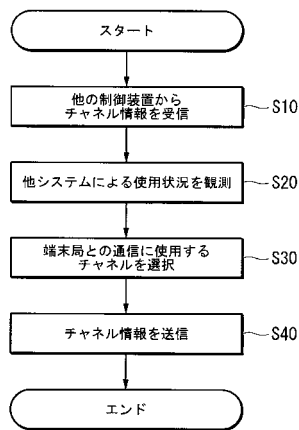 スタート
他の制御装置から
チャネル情報を受信
S10
他システムによる使用状況を観測
S20
端末局との通信に使用する
チャネルを選択
S30
チャネル情報を送信
S40
エンド